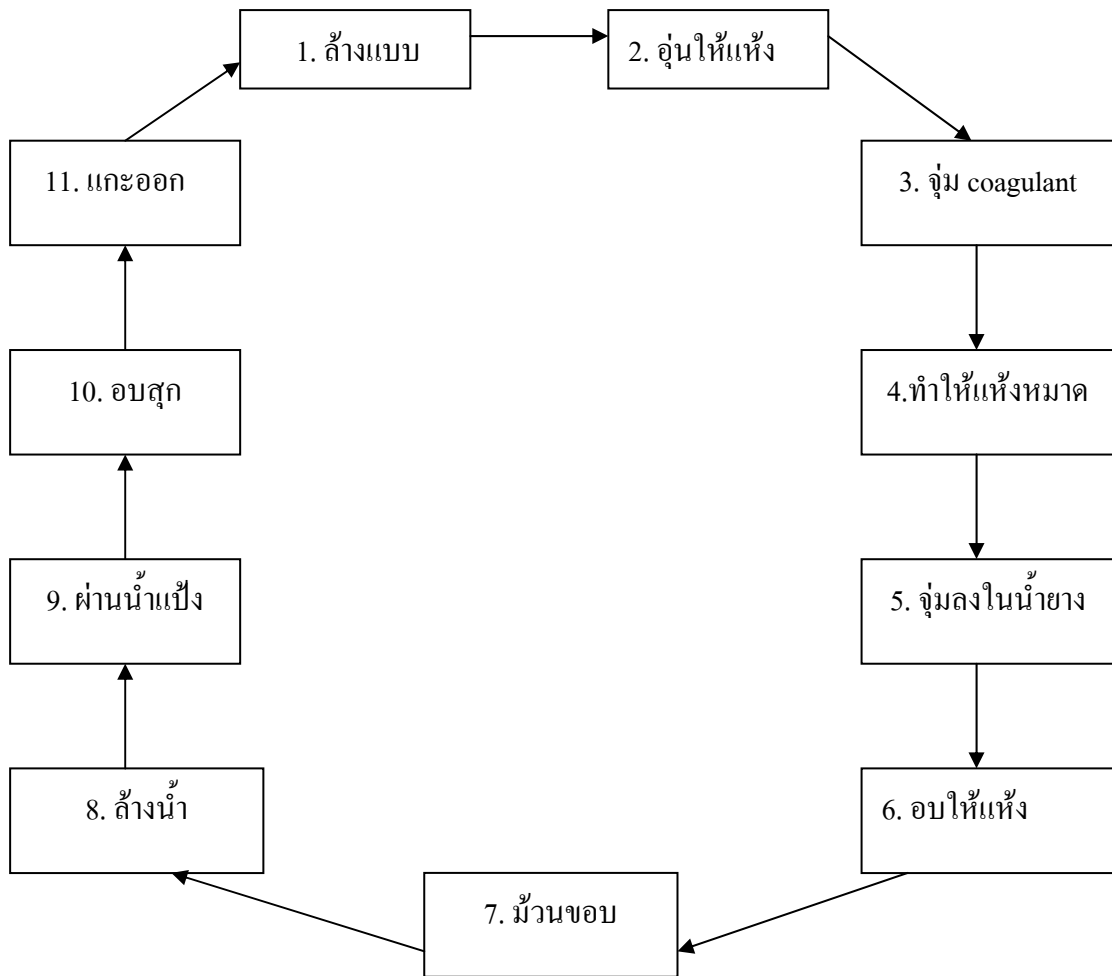 1. ล้างแบบ
2. อุ่นให้แห้ง
3. จุ่ม coagulant
4.ทำให้แห้งหมาด
5. จุ่มลงในน้ำยาง
6. อบให้แห้ง
7. ม้วนขอบ
8. ล้างน้ำ
9. ผ่านน้ำแป้ง
10. อบสุก
11. แกะออก